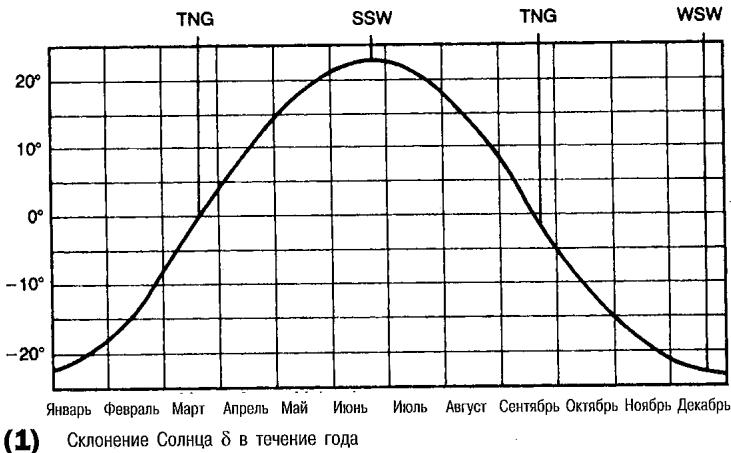 TNG SSW TNG WSW
20°
10°
0°
–10°
–20°
Январь Февраль Март Апрель Май Июнь Июль Август Сентябрь Октябрь Ноябрь Декабрь
(1) Склонение Солнца δ в течение года